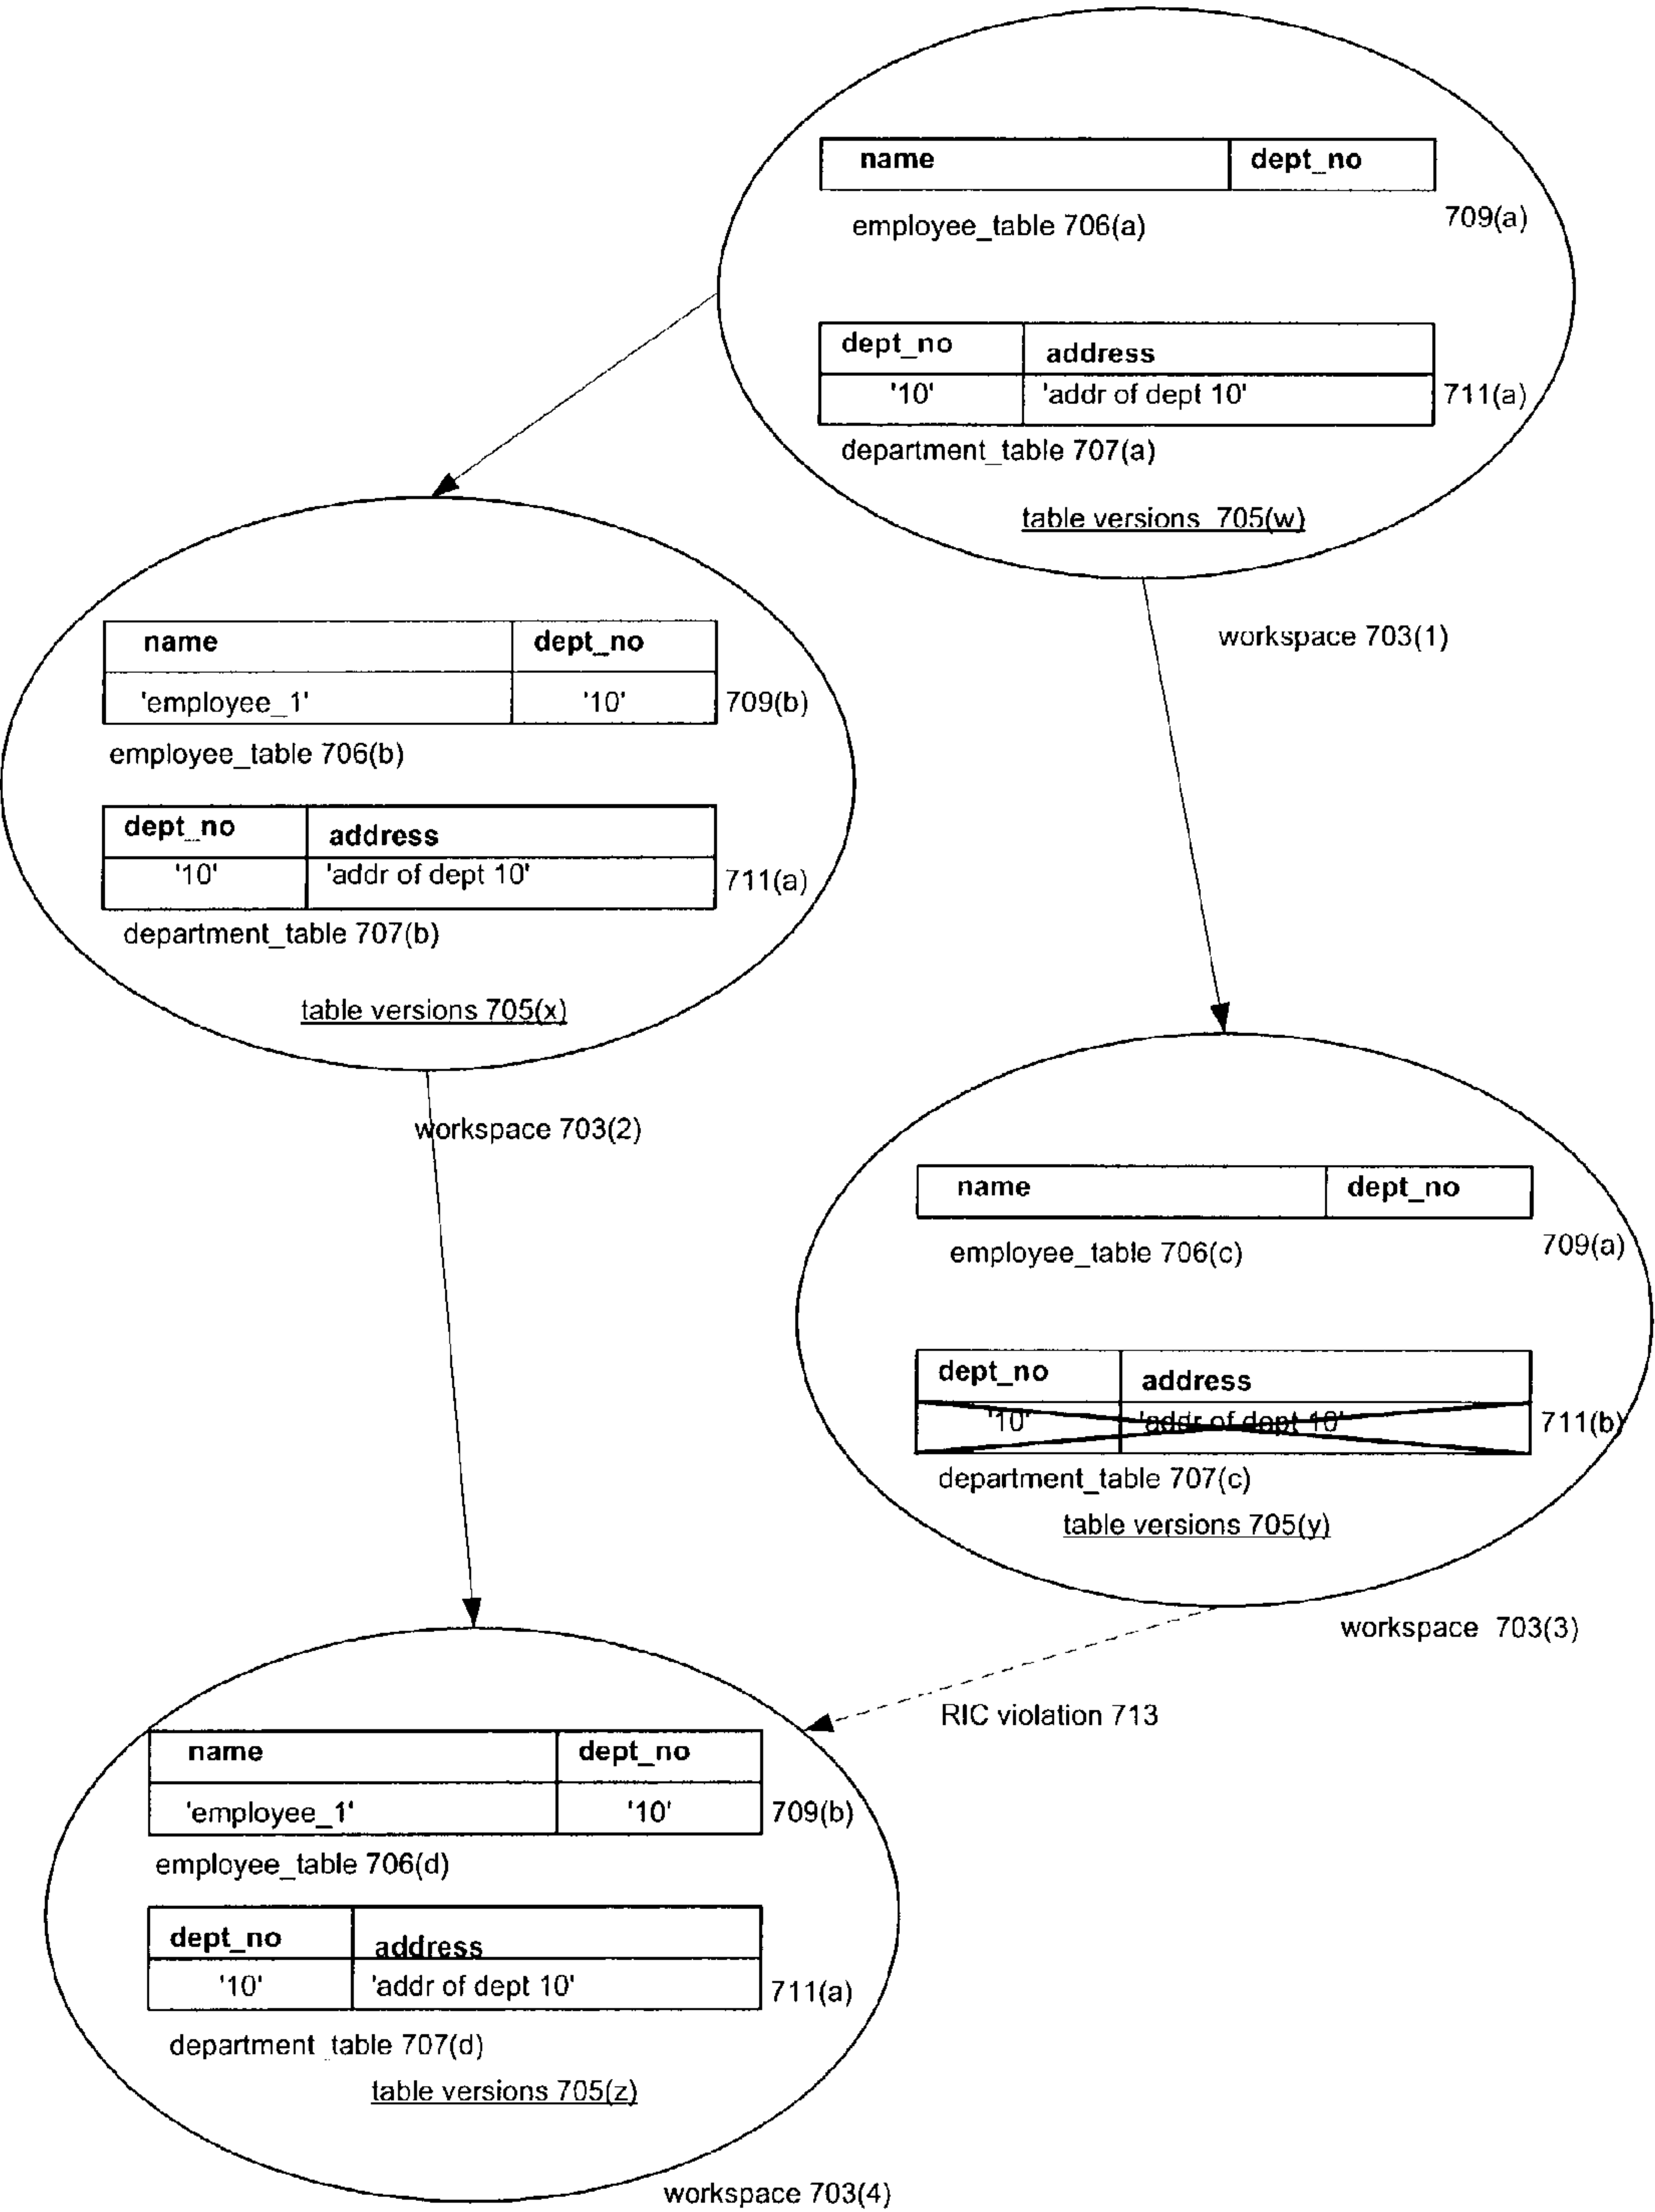 name dept_no
709(a)
employee_table 706(a)
dept_no address
'10' 'addr of dept 10' 711(a)
department_table 707(a)
table versions 705(w)
workspace 703(1)
name dept_no
'employee_1' '10' 709(b)
employee_table 706(b)
dept_no address
'10' 'addr of dept 10' 711(a)
department_table 707(b)
table versions 705(x)
workspace 703(2)
name dept_no
709(a)
employee_table 706(c)
dept_no address
'10' 'addr of dept 10' 711(b)
department_table 707(c)
table versions 705(y)
workspace 703(3)
RIC violation 713
name dept_no
'employee_1' '10' 709(b)
employee_table 706(d)
dept_no address
'10' 'addr of dept 10' 711(a)
department_table 707(d)
table versions 705(z)
workspace 703(4)